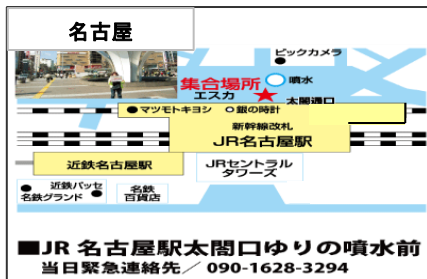 名古屋
ビックカメラ
噴水
集合場所
エスカ
太閤通口
マツモトキヨシ 銀の時計
新幹線改札
JR名古屋駅
近鉄名古屋駅
JRセントラル
タワーズ
近鉄パッセ
名鉄グランド
名鉄
百貨店
■JR 名古屋駅太閤口ゆりの噴水前
当日緊急連絡先／ 090-1628-3294